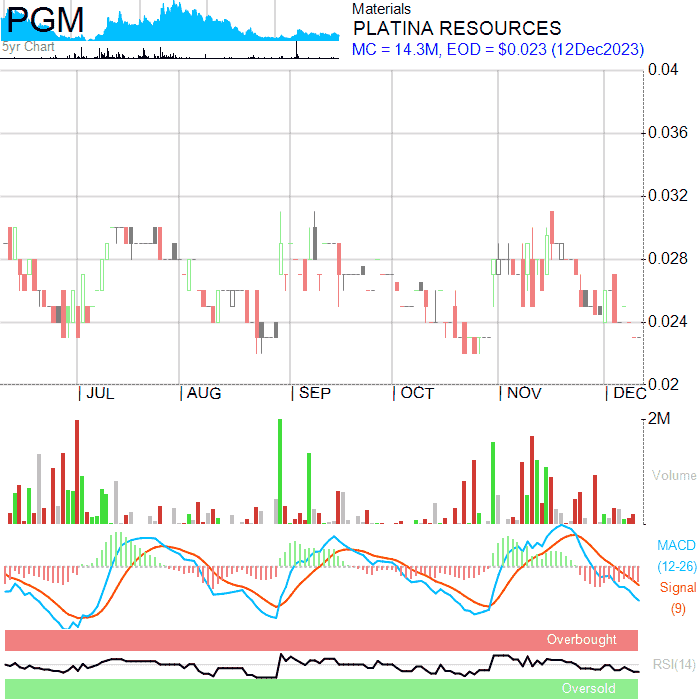 PGM
5yr Chart
Materials
PLATINA RESOURCES
MC = 14.3M, EOD = $0.023 (12Dec2023)
0.04
0.036
0.032
0.028
0.024
0.02
JUL AUG SEP OCT NOV DEC
2M
Volume
MACD
(12-26)
Signal
(9)
Overbought
RSI(14)
Oversold